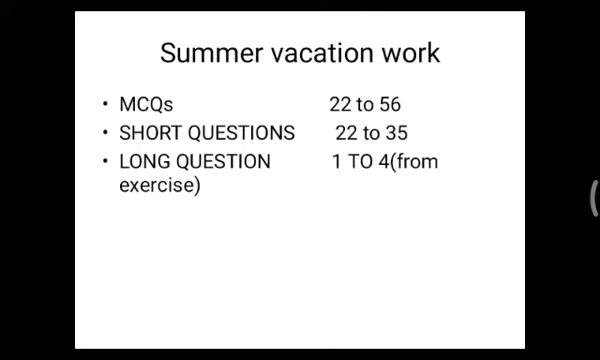 Summer vacation work
• MCQs 22 to 56
• SHORT QUESTIONS 22 to 35
• LONG QUESTION 1 TO 4(from
exercise)